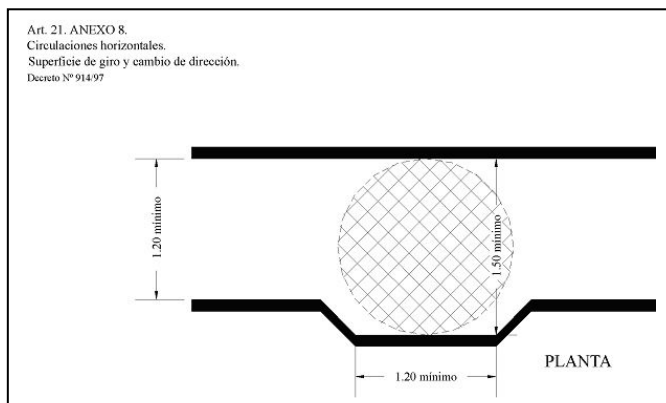 Art. 21. ANEXO 8.
Circulaciones horizontales.
Superficie de giro y cambio de dirección.
Decreto Nº 914/97
1.20 mínimo
1.50 mínimo
1.20 mínimo
PLANTA